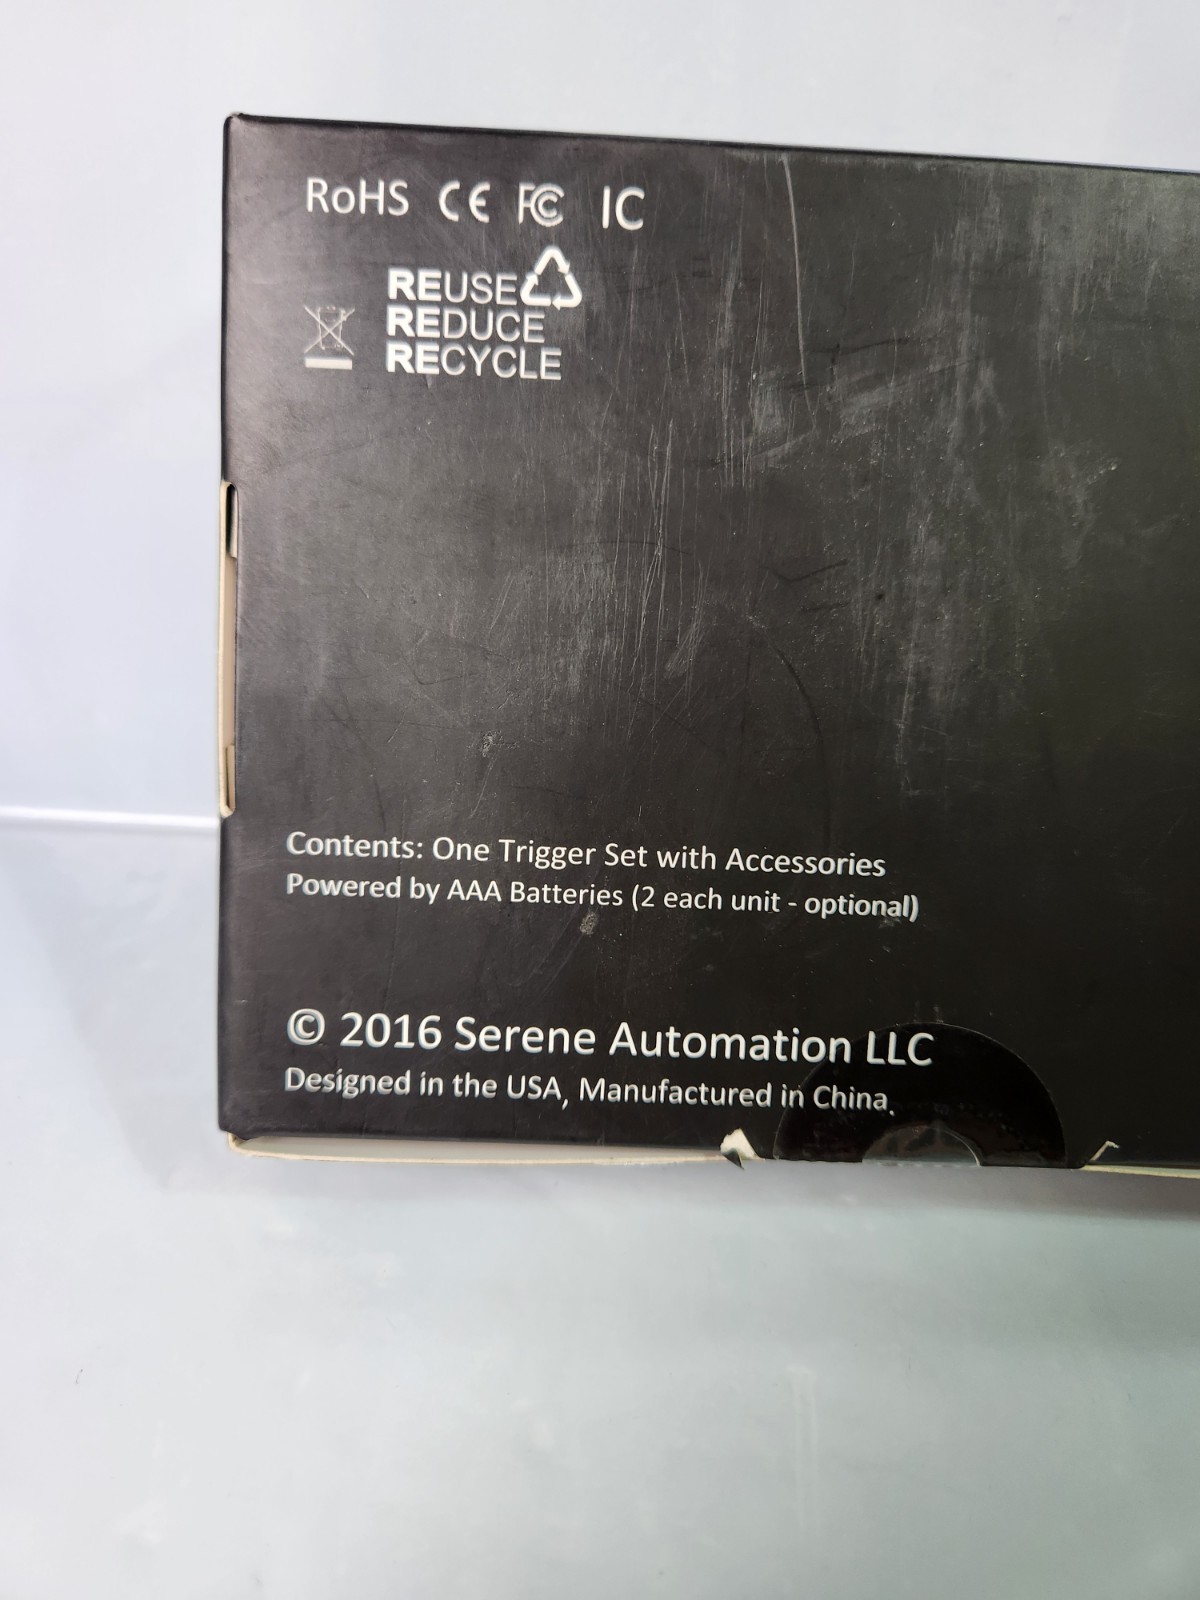 RoHS CE FC IC
REUSE
REDUCE
RECYCLE
Contents: One Trigger Set with Accessories
Powered by AAA Batteries (2 each unit - optional)
© 2016 Serene Automation LLC
Designed in the USA, Manufactured in China.